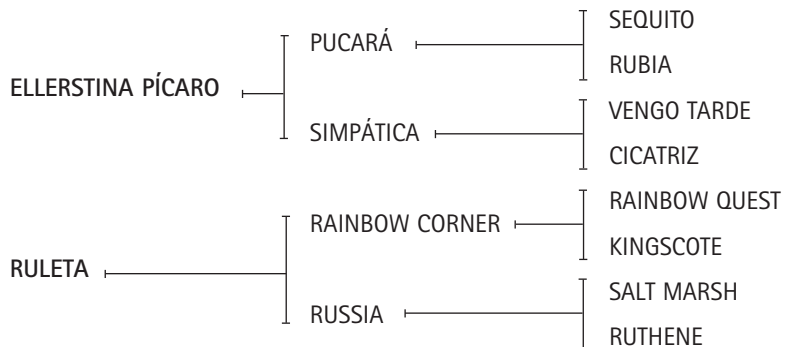 SEQUITO
PUCARÁ
RUBIA
ELLERSTINA PÍCARO
VENGO TARDE
SIMPÁTICA
CICATRIZ
RAINBOW QUEST
RAINBOW CORNER
KINGSCOTE
RULETA
SALT MARSH
RUSSIA
RUTHENE